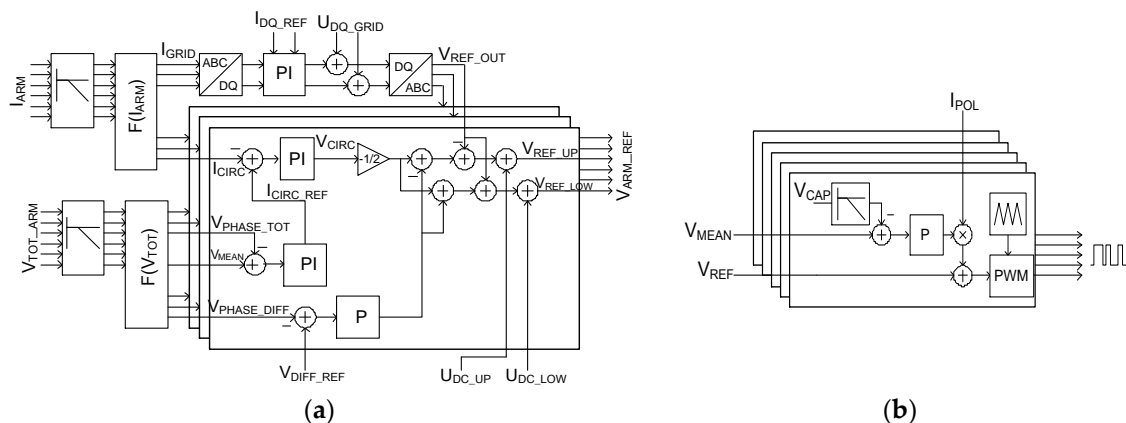 I_DQ_REF
U_DQ_GRID
I_GRID
V_REF_OUT
ABC
DQ
PI
DQ
ABC
I_ARM
F(I_ARM)
V_CIRC
V_REF_UP
PI
-1/2
I_CIRC
V_REF_LOW
V_ARM_REF
I_CIRC_REF
V_TOT_ARM
F(V_TOT)
V_PHASE_TOT
V_MEAN
PI
V_PHASE_DIFF
P
V_DIFF_REF
U_DC_UP
U_DC_LOW
(a)
I_POL
V_CAP
V_MEAN
P
V_REF
PWM
(b)